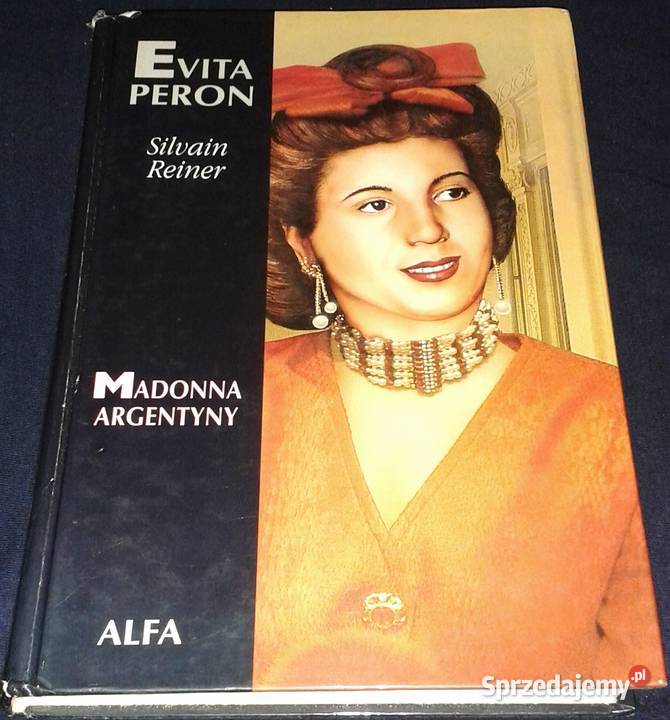 EVITA
PERON
Silvain
Reiner
MADONNA
ARGENTYNY
ALFA
Sprzedajemy.pl